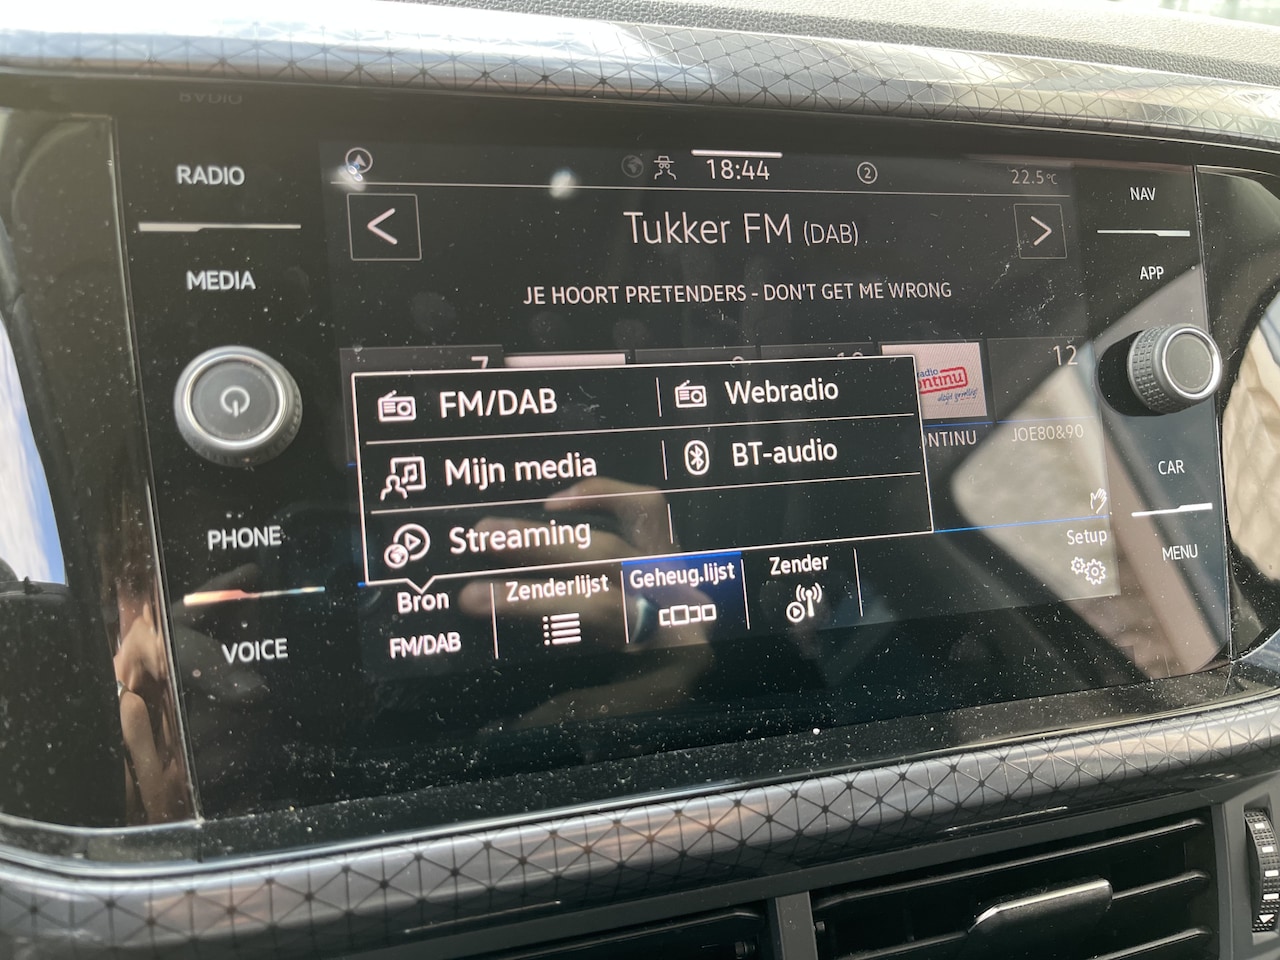 RADIO
MEDIA
PHONE
VOICE
18:44
2
22.5°C
Tukker FM (DAB)
JE HOORT PRETENDERS - DON'T GET ME WRONG
7
12
JOE80&90
FM/DAB
Webradio
Mijn media
BT-audio
Streaming
Bron
FM/DAB
Zenderlijst
Geheug.lijst
Zender
Setup
NAV
APP
CAR
MENU